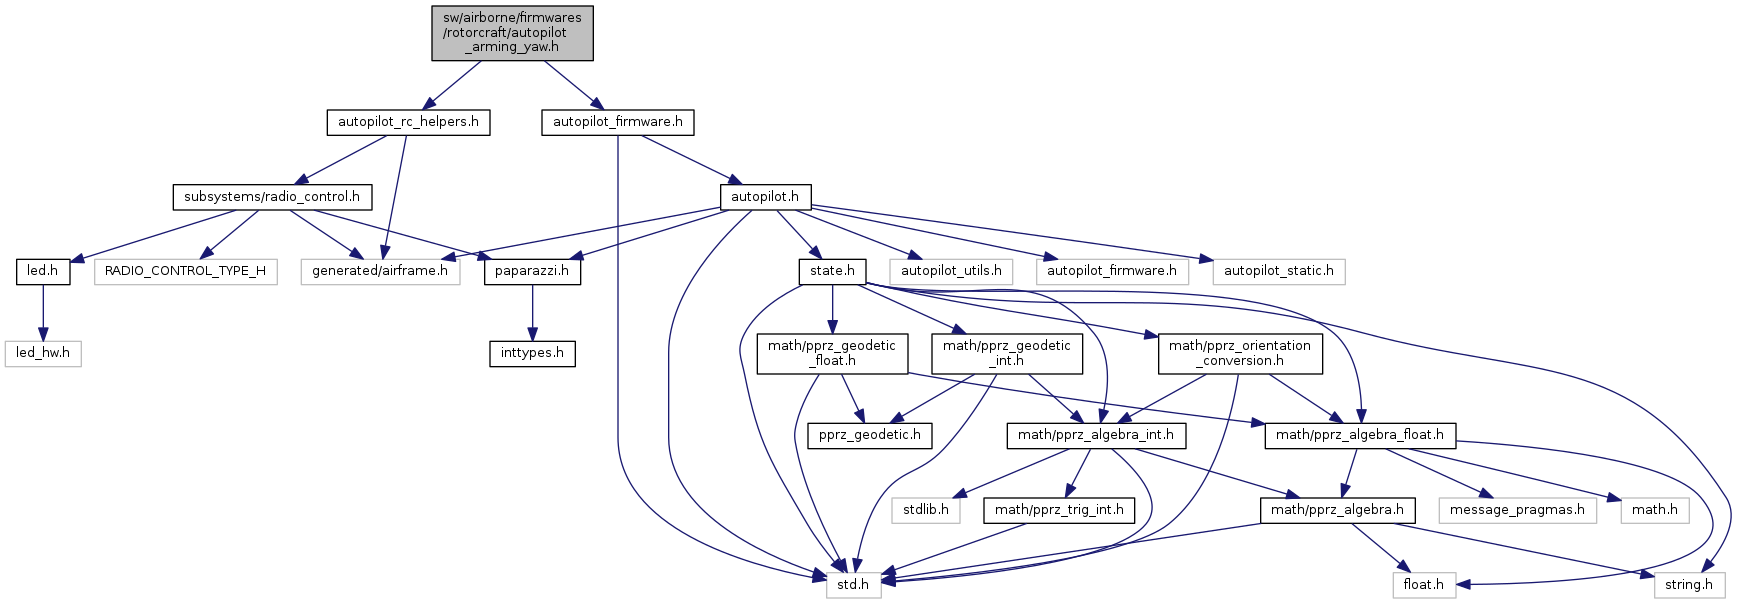 sw/airborne/firmwares
/rotorcraft/autopilot
_arming_yaw.h
autopilot_rc_helpers.h
autopilot_firmware.h
subsystems/radio_control.h
autopilot.h
led.h
RADIO_CONTROL_TYPE_H
generated/airframe.h
paparazzi.h
state.h
autopilot_utils.h
autopilot_firmware.h
autopilot_static.h
led_hw.h
inttypes.h
math/pprz_geodetic
_float.h
math/pprz_geodetic
_int.h
math/pprz_orientation
_conversion.h
pprz_geodetic.h
math/pprz_algebra_int.h
math/pprz_algebra_float.h
stdlib.h
math/pprz_trig_int.h
math/pprz_algebra.h
message_pragmas.h
math.h
std.h
float.h
string.h